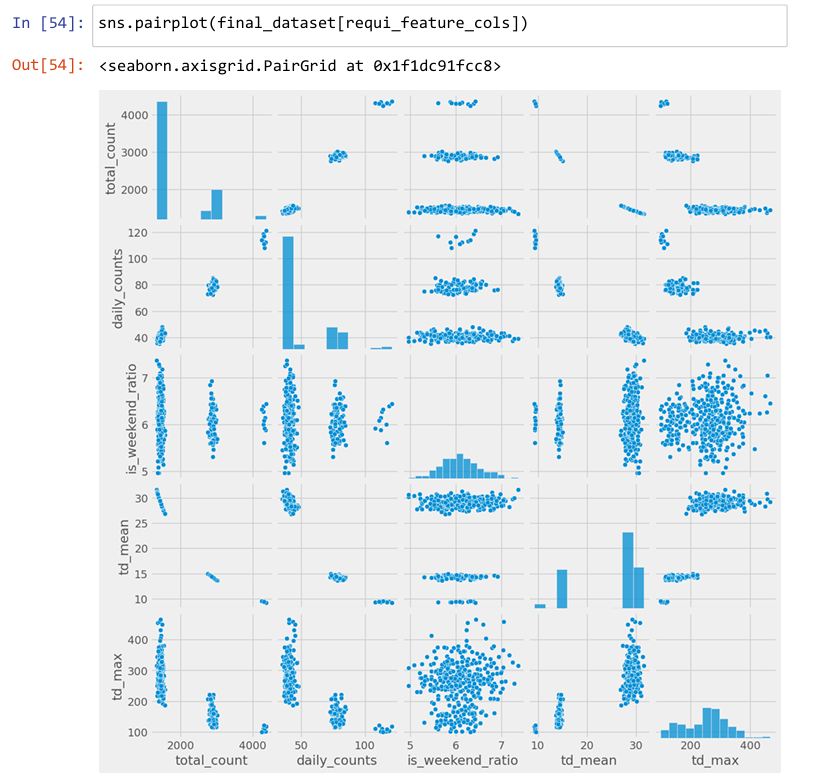 In [54]: sns.pairplot(final_dataset[requi_feature_cols])
Out[54]: <seaborn.axisgrid.PairGrid at 0x1f1dc91fcc8>
total_count
4000
3000
2000
daily_counts
120
100
80
60
40
is_weekend_ratio
7
6
5
td_mean
30
25
20
15
10
td_max
400
300
200
100
2000 4000 50 100 5 6 7 10 20 30 200 400
total_count daily_counts is_weekend_ratio td_mean td_max